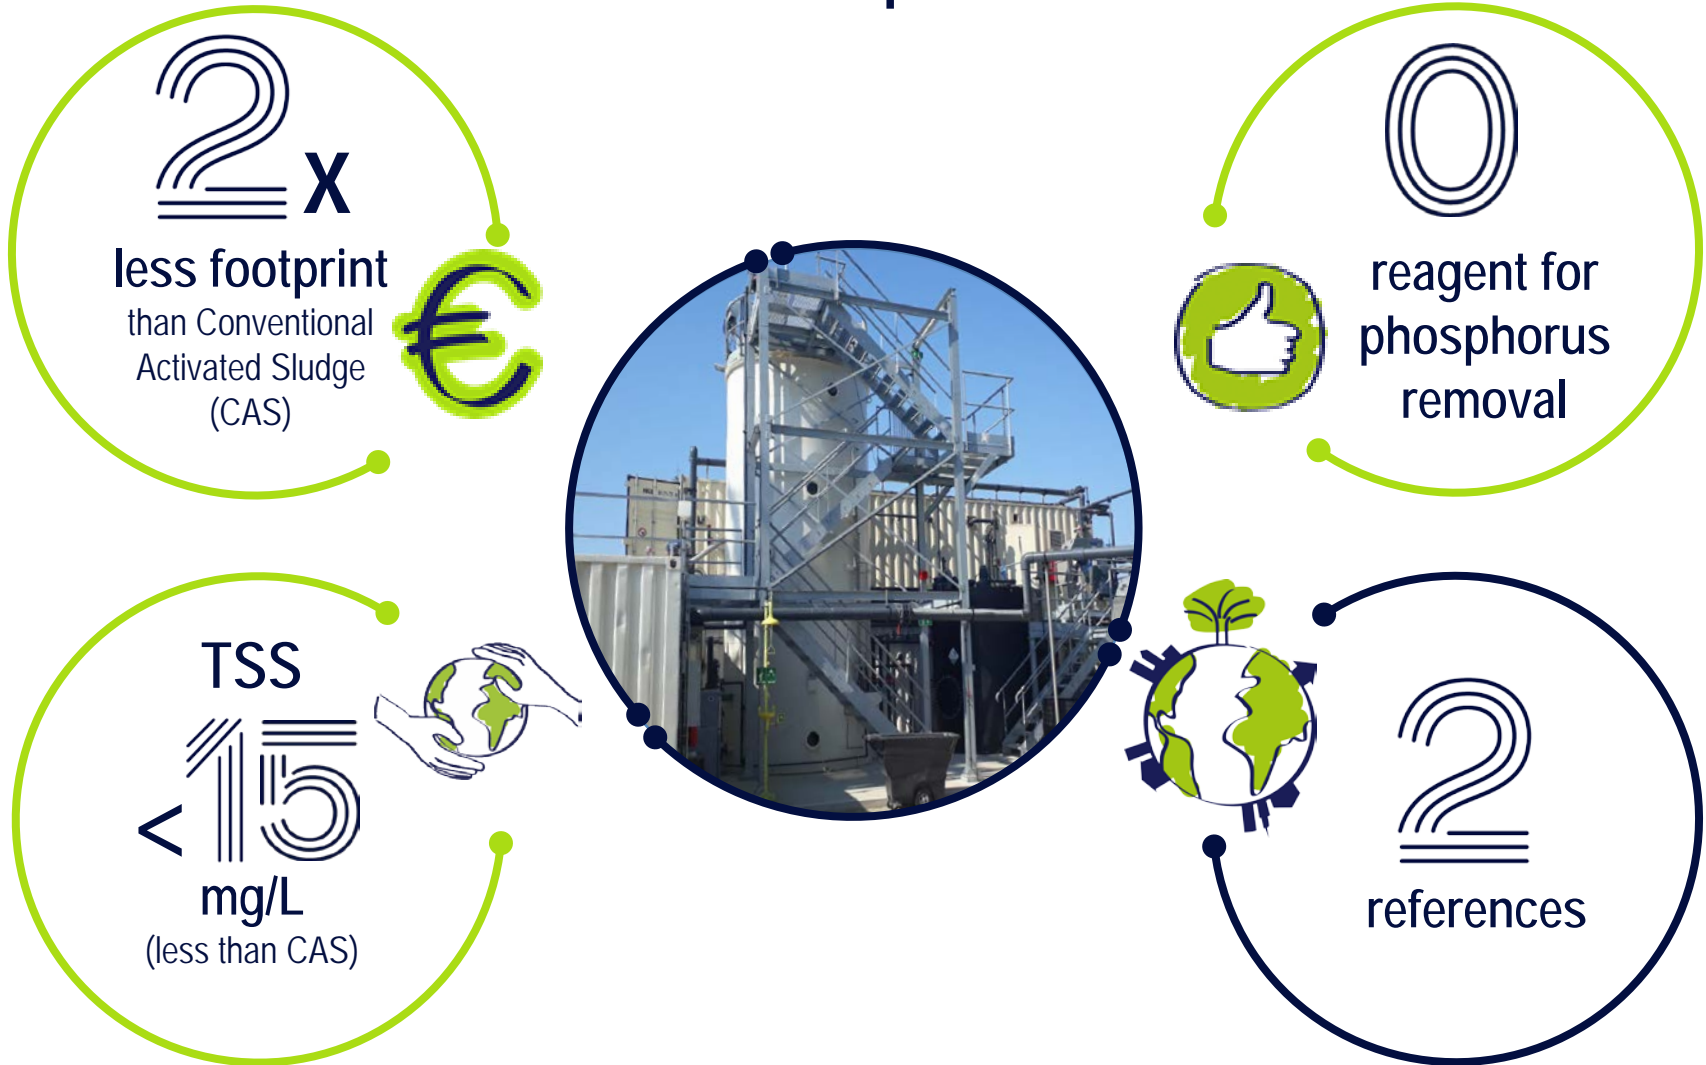 2x
less footprint
than Conventional
Activated Sludge
(CAS)
0
reagent for
phosphorus
removal
TSS
<15
mg/L
(less than CAS)
2
references